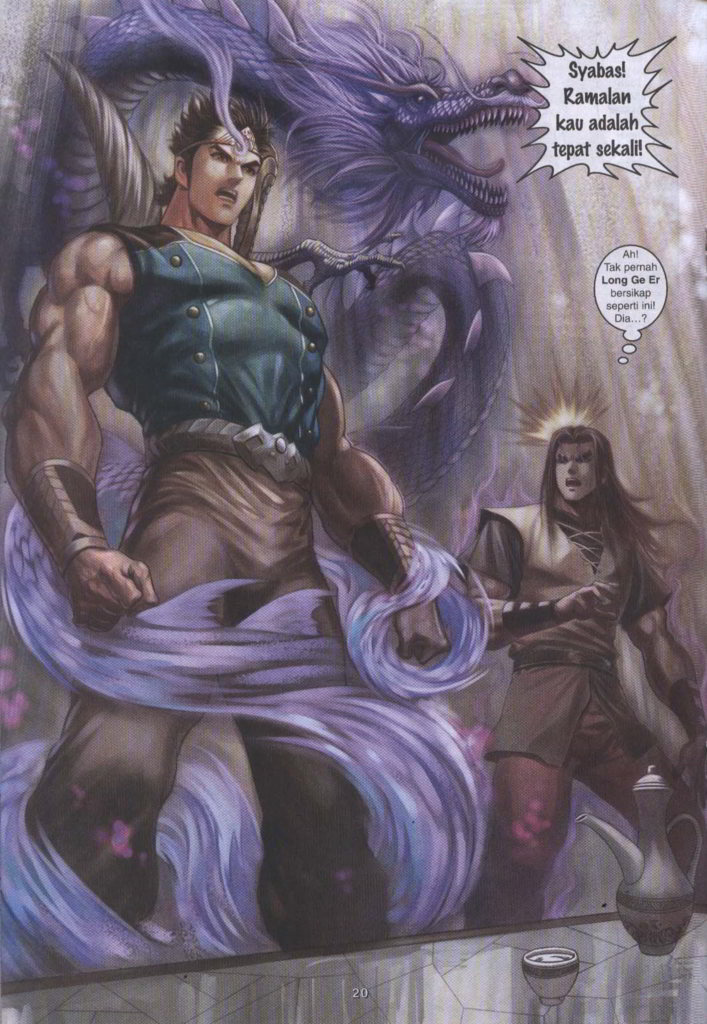 Syabas!
Ramalan
kau adalah
tepat sekali!
Ah!
Tak pernah
Long Ge Er
bersikap
seperti ini!
Dia...?
20